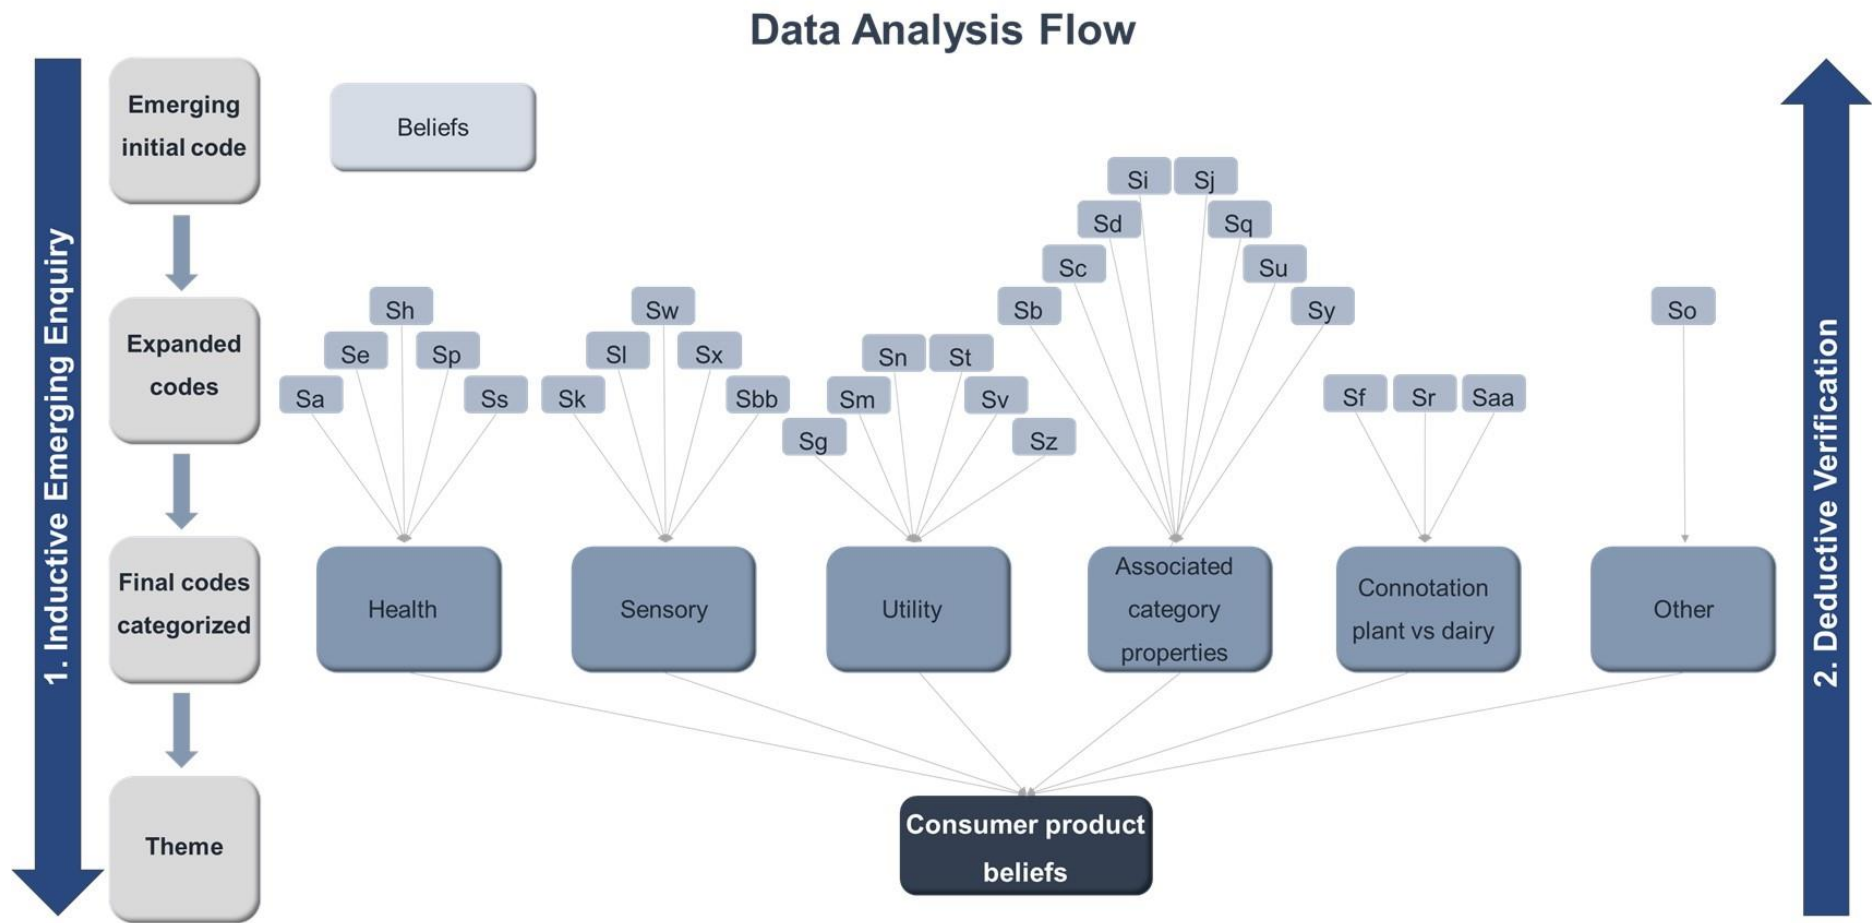 Data Analysis Flow
1. Inductive Emerging Enquiry
2. Deductive Verification
Emerging
initial code
Beliefs
Expanded
codes
Sa
Se
Sh
Sp
Ss
Sk
Sl
Sw
Sx
Sbb
Sg
Sm
Sn
St
Sv
Sz
Sb
Sc
Sd
Si
Sj
Sq
Su
Sy
Sf
Sr
Saa
So
Final codes
categorized
Health
Sensory
Utility
Associated
category
properties
Connotation
plant vs dairy
Other
Theme
Consumer product
beliefs